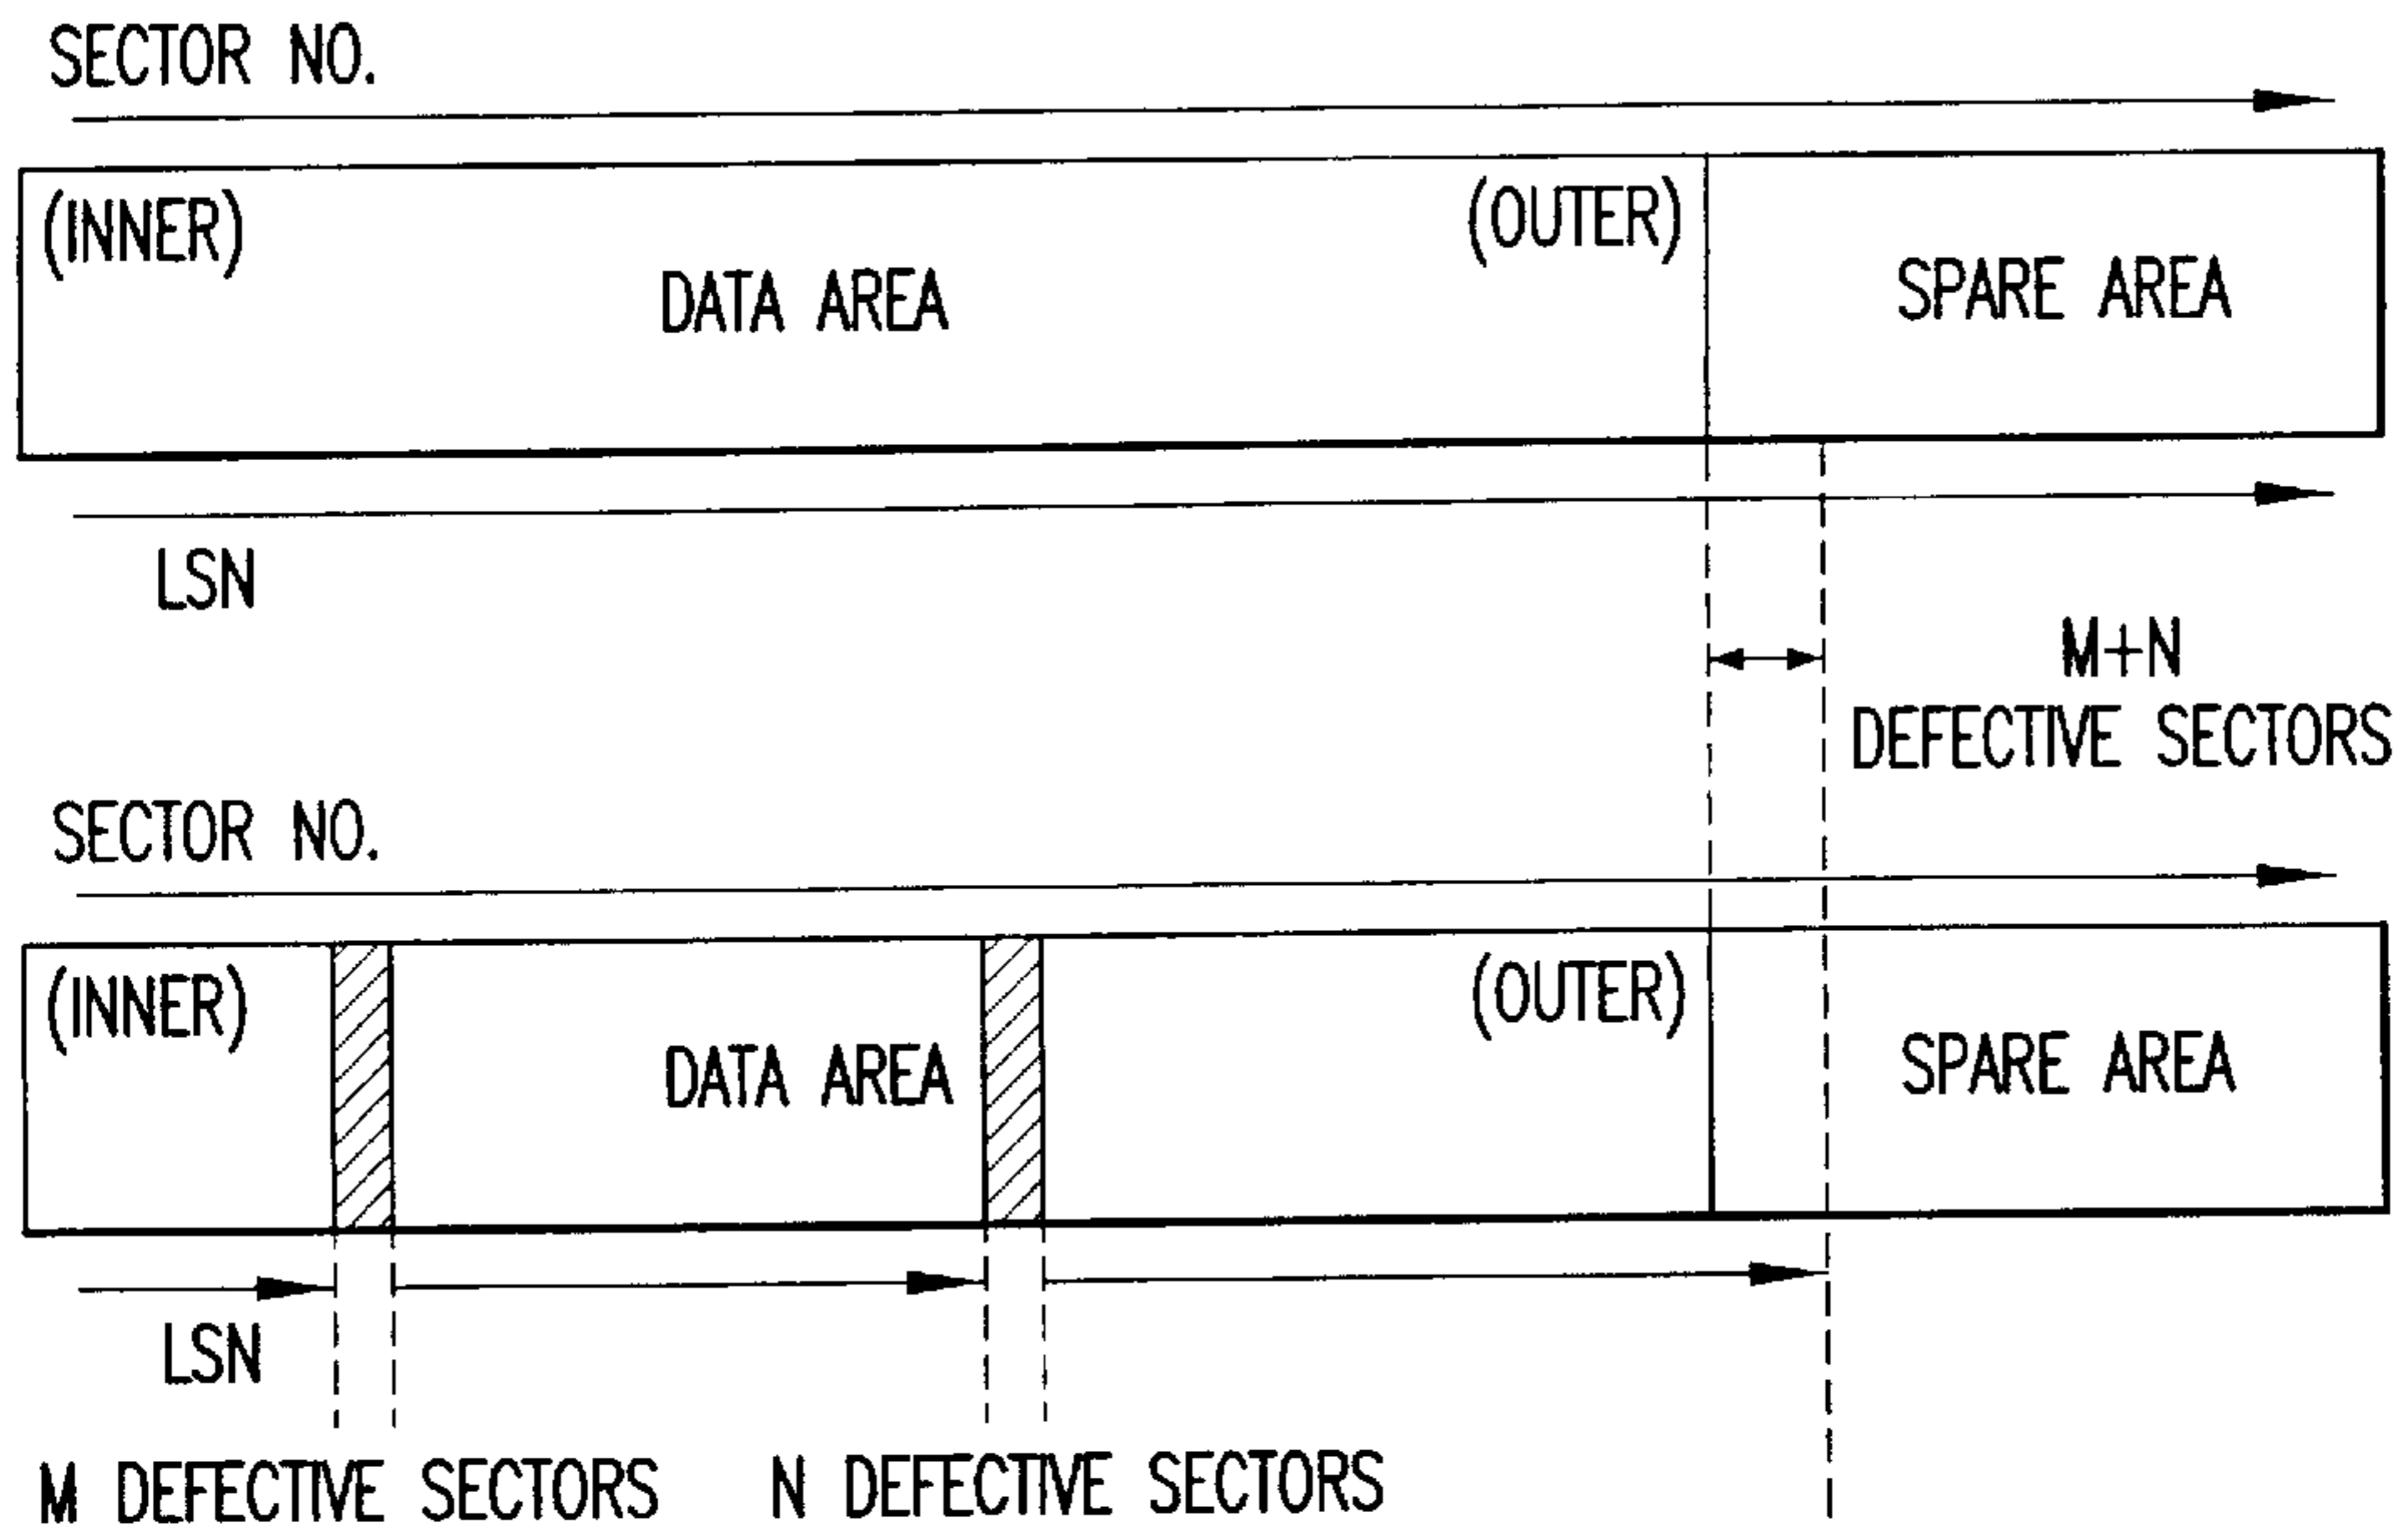 SECTOR NO.
(INNER)
(OUTER)
DATA AREA
SPARE AREA
LSN
M+N
DEFECTIVE SECTORS
SECTOR NO.
(INNER)
(OUTER)
DATA AREA
SPARE AREA
LSN
M DEFECTIVE SECTORS
N DEFECTIVE SECTORS